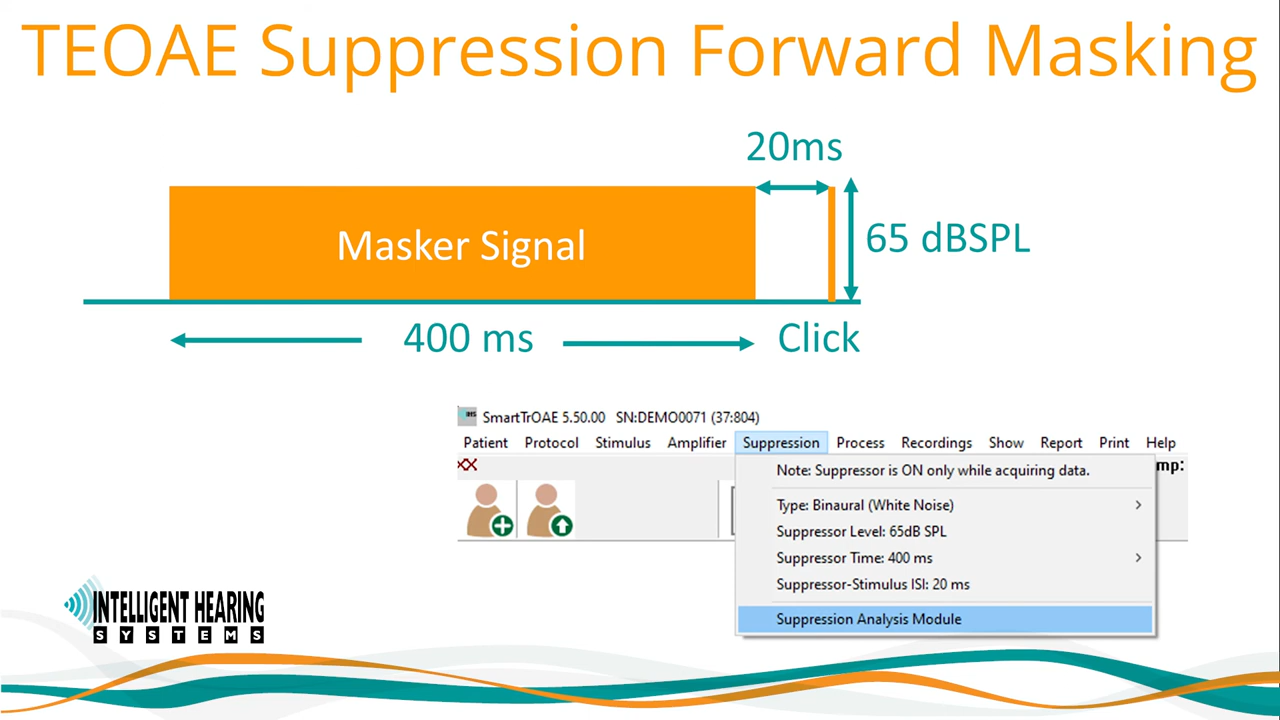 TEOAE Suppression Forward Masking
20ms
Masker Signal
65 dBSPL
400 ms
Click
IHS
SmartTrOAE 5.50.00 SN:DEMO0071 (37:804)
Patient Protocol Stimulus Amplifier Suppression Process Recordings Show Report Print Help
XX
mp:
Note: Suppressor is ON only while acquiring data.
Type: Binaural (White Noise)
Suppressor Level: 65dB SPL
Suppressor Time: 400 ms
Suppressor-Stimulus ISI: 20 ms
Suppression Analysis Module
INTELLIGENT HEARING
SYSTEMS